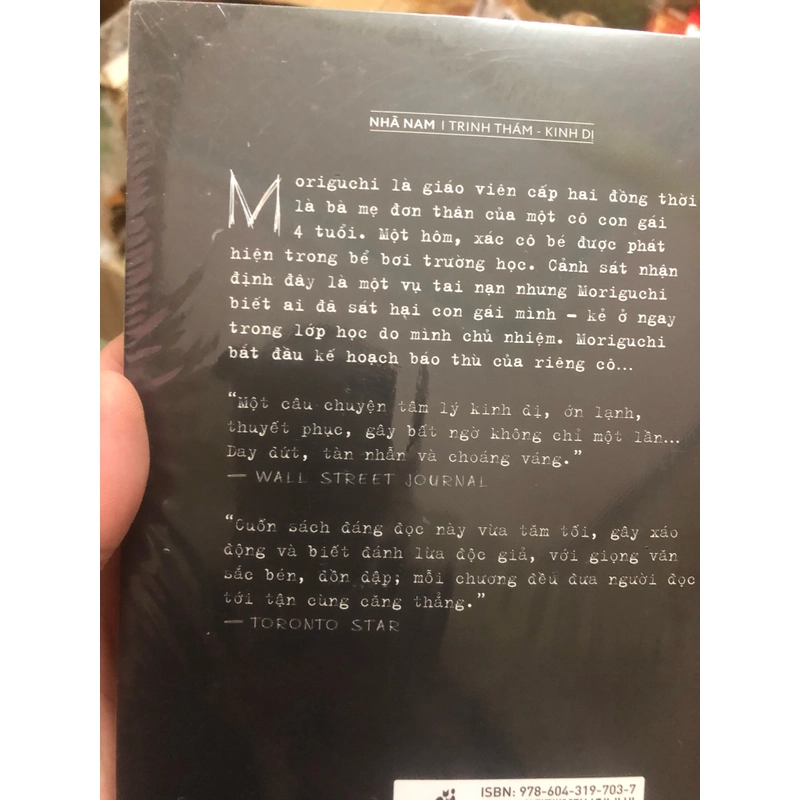 NHÃ NAM | TRINH THÁM - KINH DỊ
Moriguchi là giáo viên cấp hai đồng thời
là bà mẹ đơn thân của một cô con gái
4 tuổi. Một hôm, xác cô bé được phát
hiện trong bể bơi trường học. Cảnh sát nhận
định đây là một vụ tai nạn nhưng Moriguchi
biết ai đã sát hại con gái mình – kẻ ở ngay
trong lớp học do mình chủ nhiệm. Moriguchi
bắt đầu kế hoạch báo thù của riêng cô...
“Một câu chuyện tâm lý kinh dị, ớn lạnh,
thuyết phục, gây bất ngờ không chỉ một lần...
Day dứt, tàn nhẫn và choáng váng.”
— WALL STREET JOURNAL
“Cuốn sách đáng đọc này vừa tăm tối, gây xáo
động và biết đánh lừa độc giả, với giọng văn
sắc bén, dồn dập; mỗi chương đều đưa người đọc
tới tận cùng căng thẳng.”
— TORONTO STAR
ISBN: 978-604-319-703-7